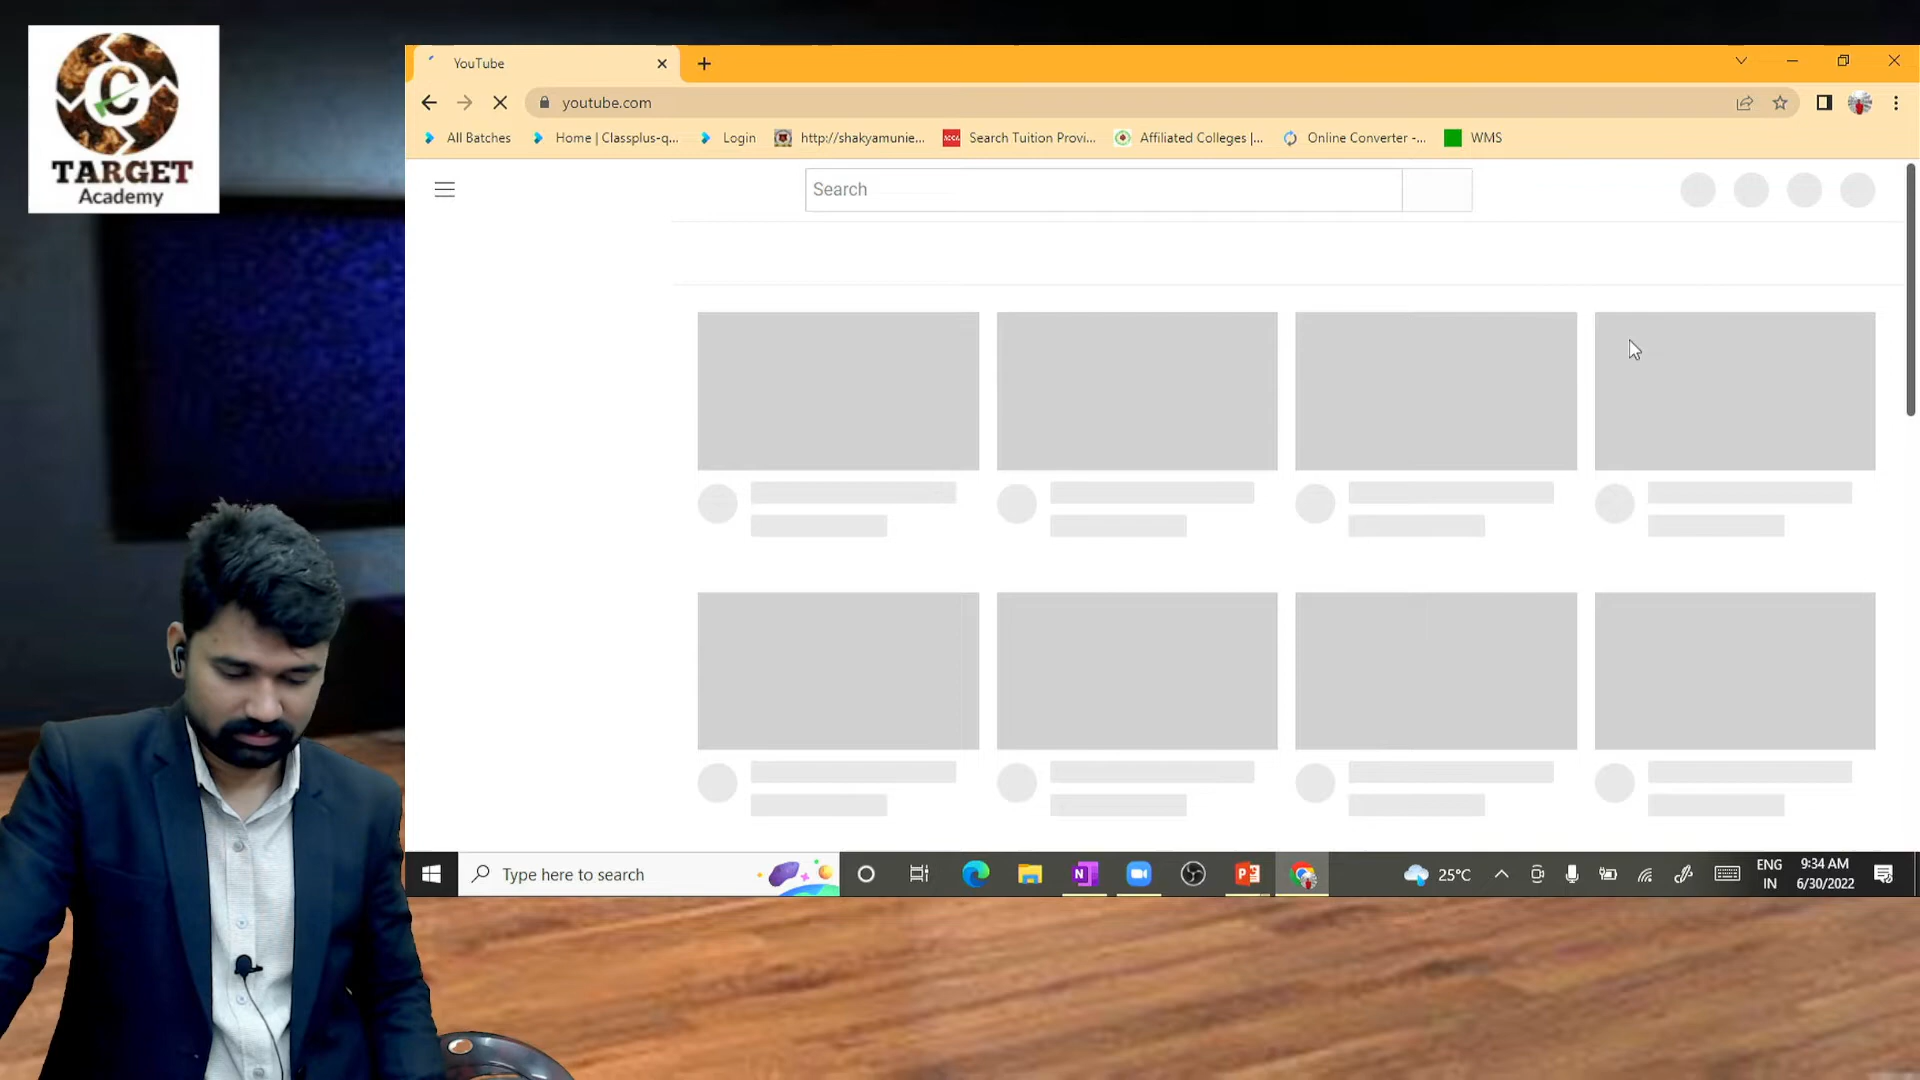 C
TARGET
Academy
YouTube
youtube.com
All Batches
Home | Classplus-q...
Login
http://shakyamunie...
ACCA
Search Tuition Provi...
Affiliated Colleges |...
Online Converter -...
WMS
Search
Type here to search
25°C
ENG
IN
9:34 AM
6/30/2022